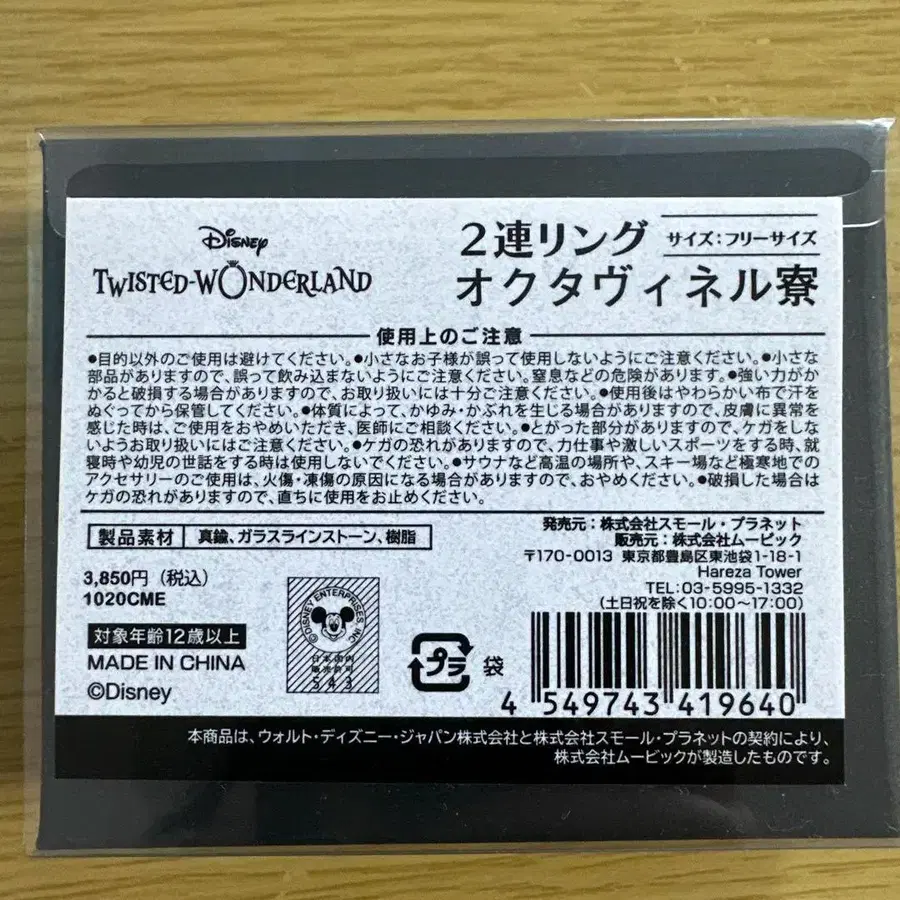 Disney
TWISTED-WONDERLAND
2連リング
サイズ:フリーサイズ
オクタヴィネル寮
使用上のご注意
●目的以外のご使用は避けてください。●小さなお子様が誤って使用しないようにご注意ください。●小さな
部品がありますので、誤って飲み込まないようにご注意ください。窒息などの危険があります。●強い力がか
かると破損する場合がありますので、お取り扱いには十分ご注意ください。●使用後はやわらかい布で汗を
ぬぐってから保管してください。●体質によって、かゆみ・かぶれを生じる場合がありますので、皮膚に異常を
感じた時は、ご使用をおやめいただき、医師にご相談ください。●とがった部分がありますので、ケガをし
ないようお取り扱いにはご注意ください。●ケガの恐れがありますので、力仕事や激しいスポーツをする時、就
寝時や幼児の世話をする時は使用しないでください。●サウナなど高温の場所や、スキー場など極寒地での
アクセサリーのご使用は、火傷・凍傷の原因になる場合がありますので、おやめください。●破損した場合は
ケガの恐れがありますので、直ちに使用をお止めください。
製品素材 真鍮、ガラスラインストーン、樹脂
3,850円(税込)
1020CME
対象年齢12歳以上
MADE IN CHINA
©Disney
©DISNEY ENTERPRISES, INC.
日本国内
販売許可
543
発売元:株式会社スモール・プラネット
販売元:株式会社ムービック
〒170-0013 東京都豊島区東池袋1-18-1
Hareza Tower
TEL:03-5995-1332
(土日祝を除く10:00~17:00)
プラ 袋
4 549743 419640
本商品は、ウォルト・ディズニー・ジャパン株式会社と株式会社スモール・プラネットの契約により、
株式会社ムービックが製造したものです。